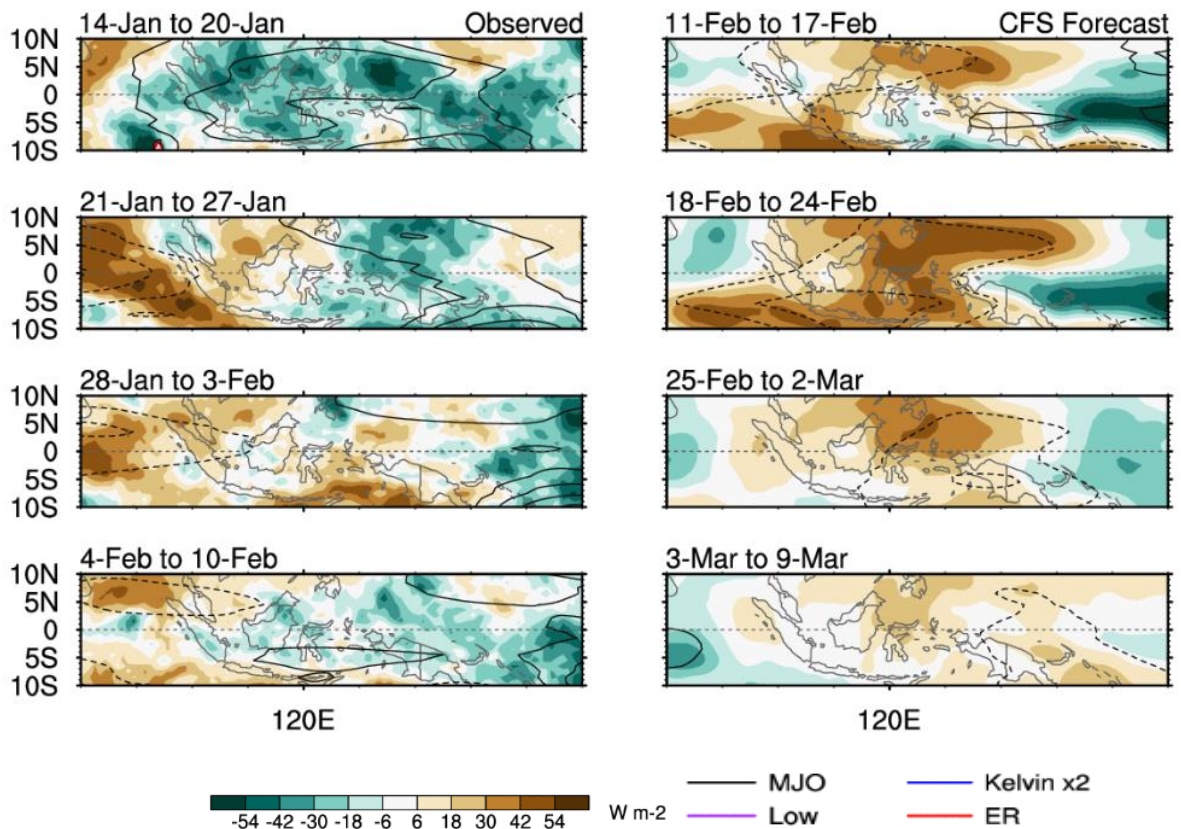 14-Jan to 20-Jan Observed
10N
5N
0
5S
10S
21-Jan to 27-Jan
10N
5N
0
5S
10S
28-Jan to 3-Feb
10N
5N
0
5S
10S
4-Feb to 10-Feb
10N
5N
0
5S
10S
120E
11-Feb to 17-Feb CFS Forecast
18-Feb to 24-Feb
25-Feb to 2-Mar
3-Mar to 9-Mar
120E
-54 -42 -30 -18 -6 6 18 30 42 54 W m-2
MJO Kelvin x2
Low ER